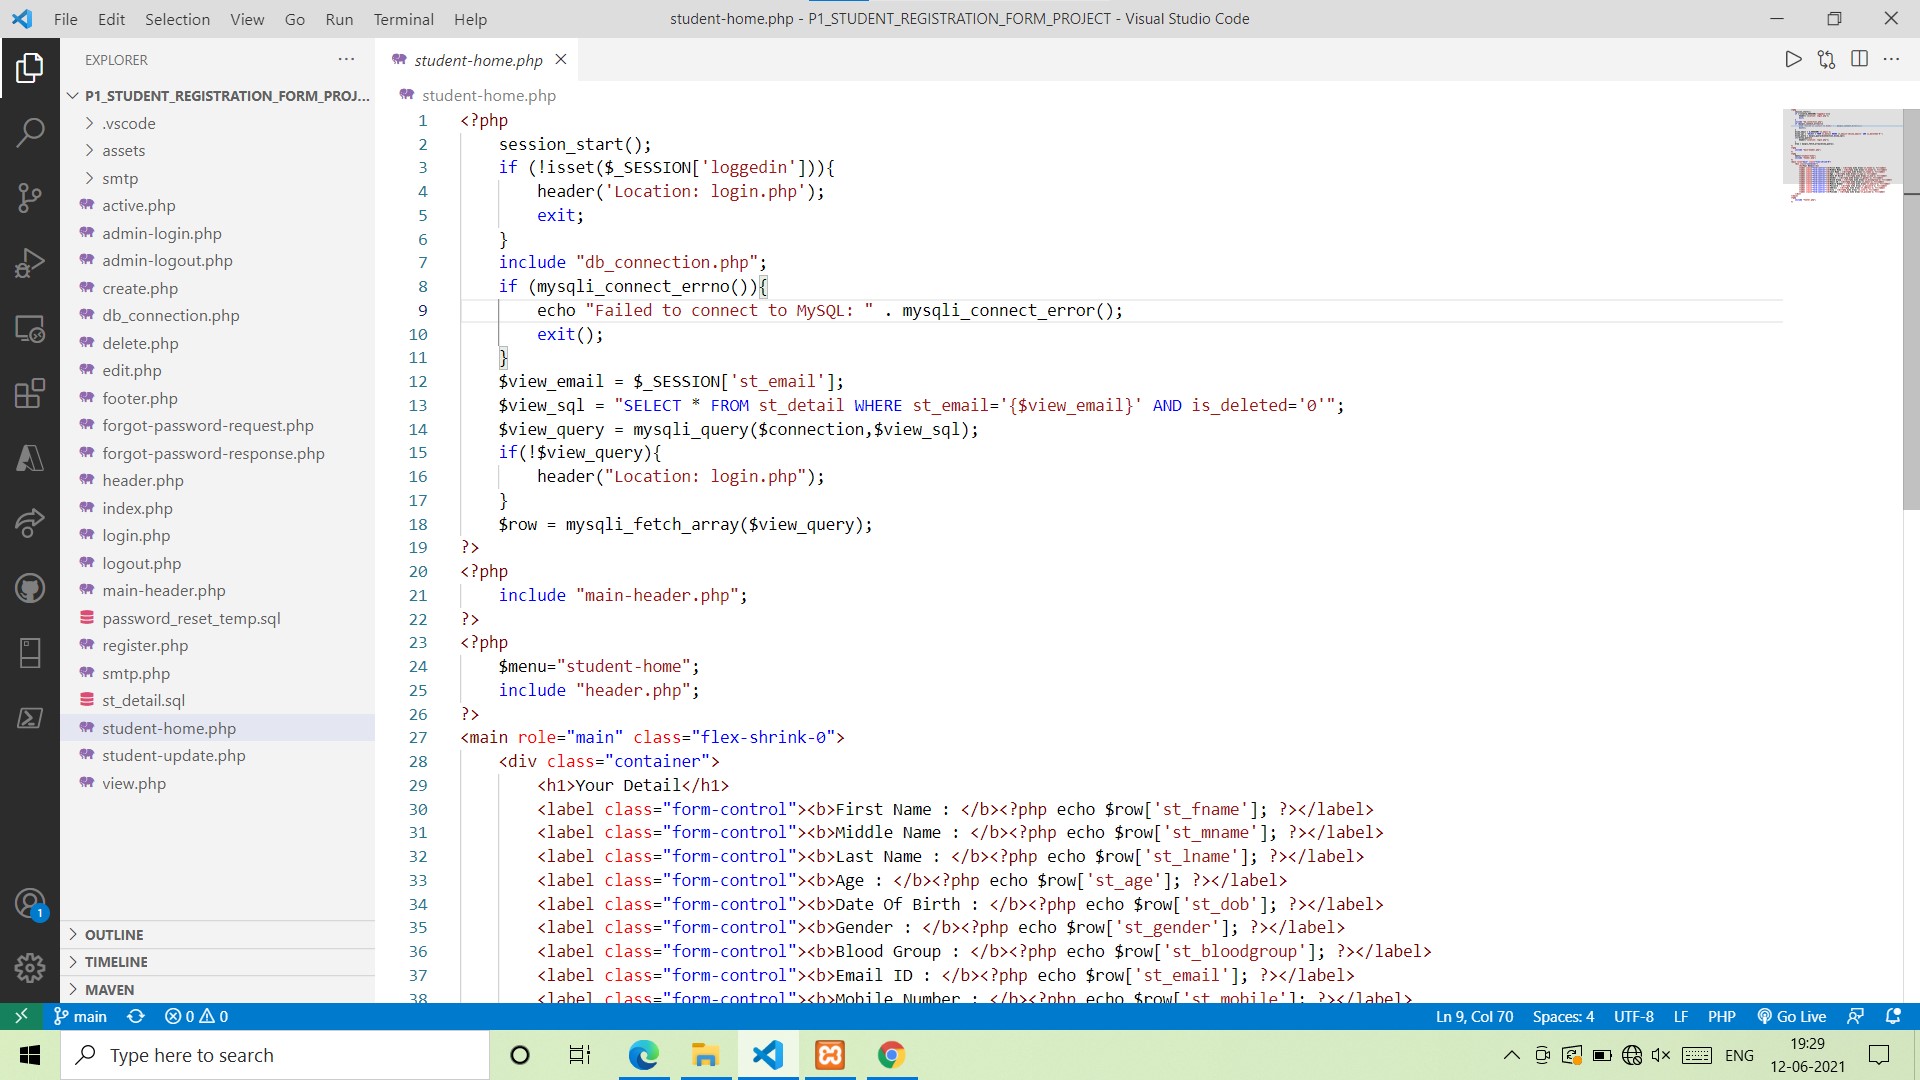 File Edit Selection View Go Run Terminal Help student-home.php - P1_STUDENT_REGISTRATION_FORM_PROJECT - Visual Studio Code
EXPLORER
P1_STUDENT_REGISTRATION_FORM_PROJ...
.vscode
assets
smtp
active.php
admin-login.php
admin-logout.php
create.php
db_connection.php
delete.php
edit.php
footer.php
forgot-password-request.php
forgot-password-response.php
header.php
index.php
login.php
logout.php
main-header.php
password_reset_temp.sql
register.php
smtp.php
st_detail.sql
student-home.php
student-update.php
view.php
OUTLINE
TIMELINE
MAVEN
1
student-home.php
student-home.php
1 <?php
2 session_start();
3 if (!isset($_SESSION['loggedin'])){
4 header('Location: login.php');
5 exit;
6 }
7 include "db_connection.php";
8 if (mysqli_connect_errno()){
9 echo "Failed to connect to MySQL: " . mysqli_connect_error();
10 exit();
11 }
12 $view_email = $_SESSION['st_email'];
13 $view_sql = "SELECT * FROM st_detail WHERE st_email='{$view_email}' AND is_deleted='0'";
14 $view_query = mysqli_query($connection,$view_sql);
15 if(!$view_query){
16 header("Location: login.php");
17 }
18 $row = mysqli_fetch_array($view_query);
19 ?>
20 <?php
21 include "main-header.php";
22 ?>
23 <?php
24 $menu="student-home";
25 include "header.php";
26 ?>
27 <main role="main" class="flex-shrink-0">
28 <div class="container">
29 <h1>Your Detail</h1>
30 <label class="form-control"><b>First Name : </b><?php echo $row['st_fname']; ?></label>
31 <label class="form-control"><b>Middle Name : </b><?php echo $row['st_mname']; ?></label>
32 <label class="form-control"><b>Last Name : </b><?php echo $row['st_lname']; ?></label>
33 <label class="form-control"><b>Age : </b><?php echo $row['st_age']; ?></label>
34 <label class="form-control"><b>Date Of Birth : </b><?php echo $row['st_dob']; ?></label>
35 <label class="form-control"><b>Gender : </b><?php echo $row['st_gender']; ?></label>
36 <label class="form-control"><b>Blood Group : </b><?php echo $row['st_bloodgroup']; ?></label>
37 <label class="form-control"><b>Email ID : </b><?php echo $row['st_email']; ?></label>
38 <label class="form-control"><b>Mobile Number : </b><?php echo $row['st_mobile']; ?></label>
main 0 0 Ln 9, Col 70 Spaces: 4 UTF-8 LF PHP Go Live
Type here to search
ENG
19:29
12-06-2021